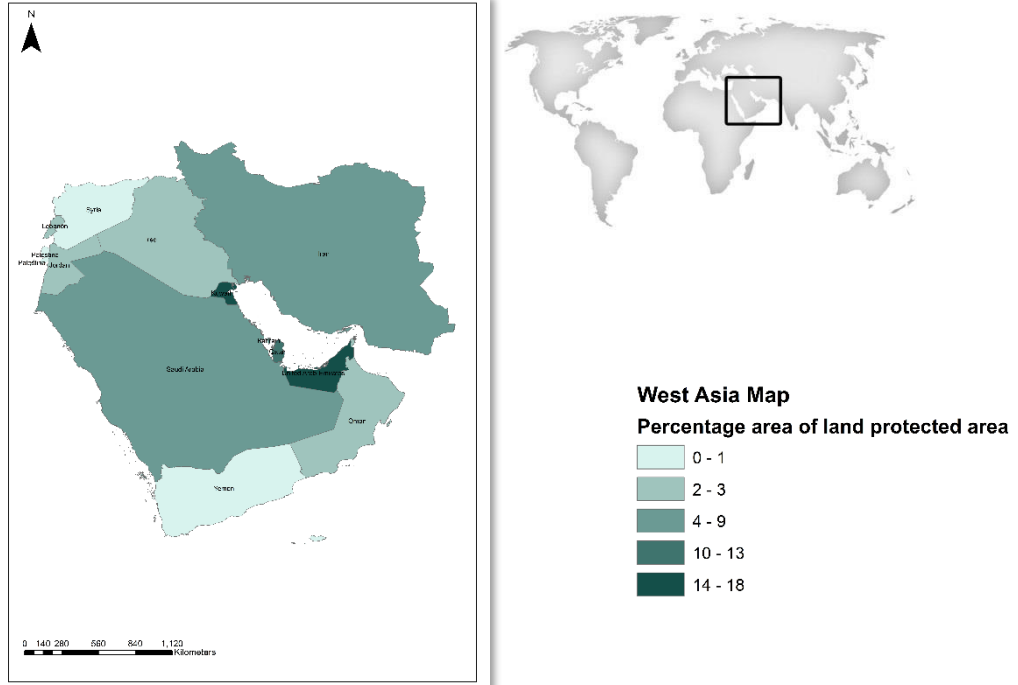 N
Syria
Lebanon
Iraq
Iran
Palestine
Palestine
Jordan
Kuwait
Bahrain
Qatar
Saudi Arabia
United Arab Emirates
Oman
Yemen
0 140 280 560 840 1,120
Kilometers
West Asia Map
Percentage area of land protected area
0 - 1
2 - 3
4 - 9
10 - 13
14 - 18